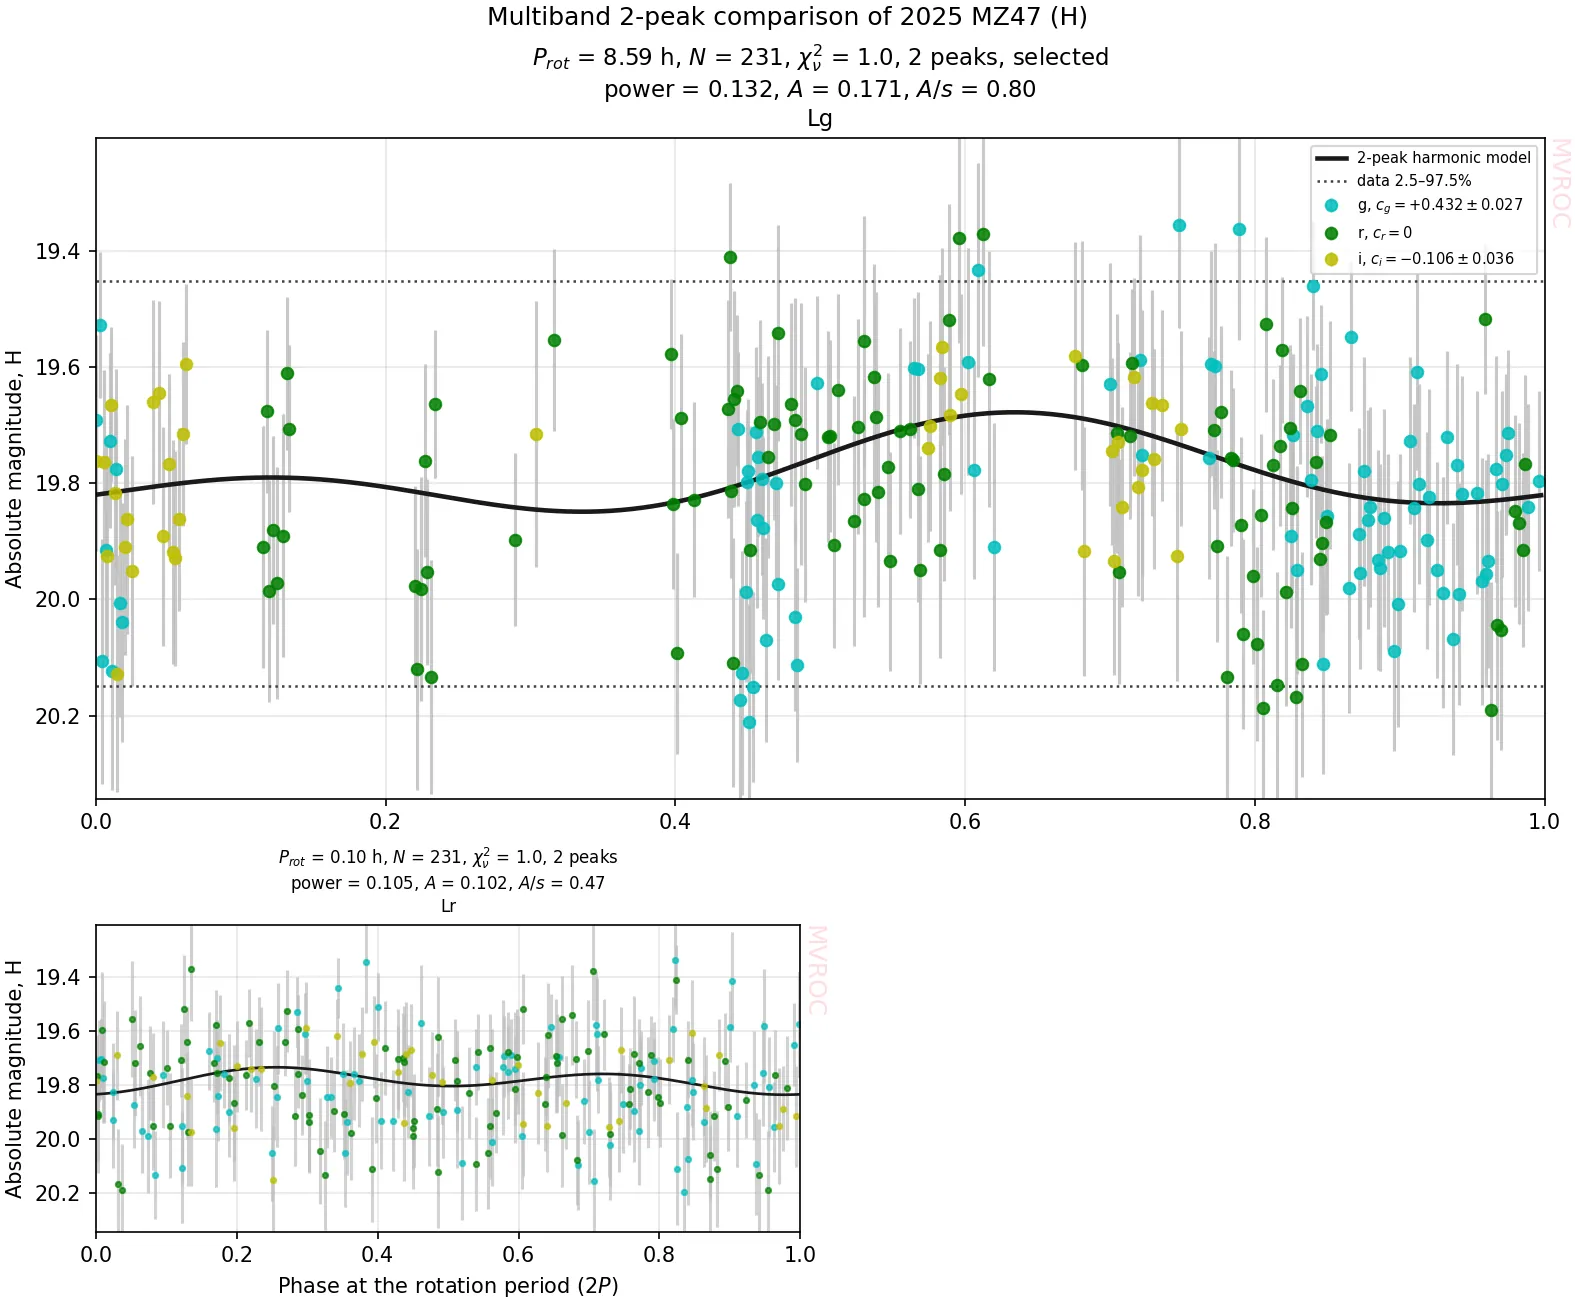 Multiband 2-peak comparison of 2025 MZ47 (H)
P_rot = 8.59 h, N = 231, χ²_ν = 1.0, 2 peaks, selected
power = 0.132, A = 0.171, A/s = 0.80
Lg
MVROC
2-peak harmonic model
data 2.5–97.5%
g, c_g = +0.432 ± 0.027
r, c_r = 0
i, c_i = −0.106 ± 0.036
Absolute magnitude, H
19.4
19.6
19.8
20.0
20.2
0.0 0.2 0.4 0.6 0.8 1.0
P_rot = 0.10 h, N = 231, χ²_ν = 1.0, 2 peaks
power = 0.105, A = 0.102, A/s = 0.47
Lr
MVROC
Absolute magnitude, H
19.4
19.6
19.8
20.0
20.2
0.0 0.2 0.4 0.6 0.8 1.0
Phase at the rotation period (2P)